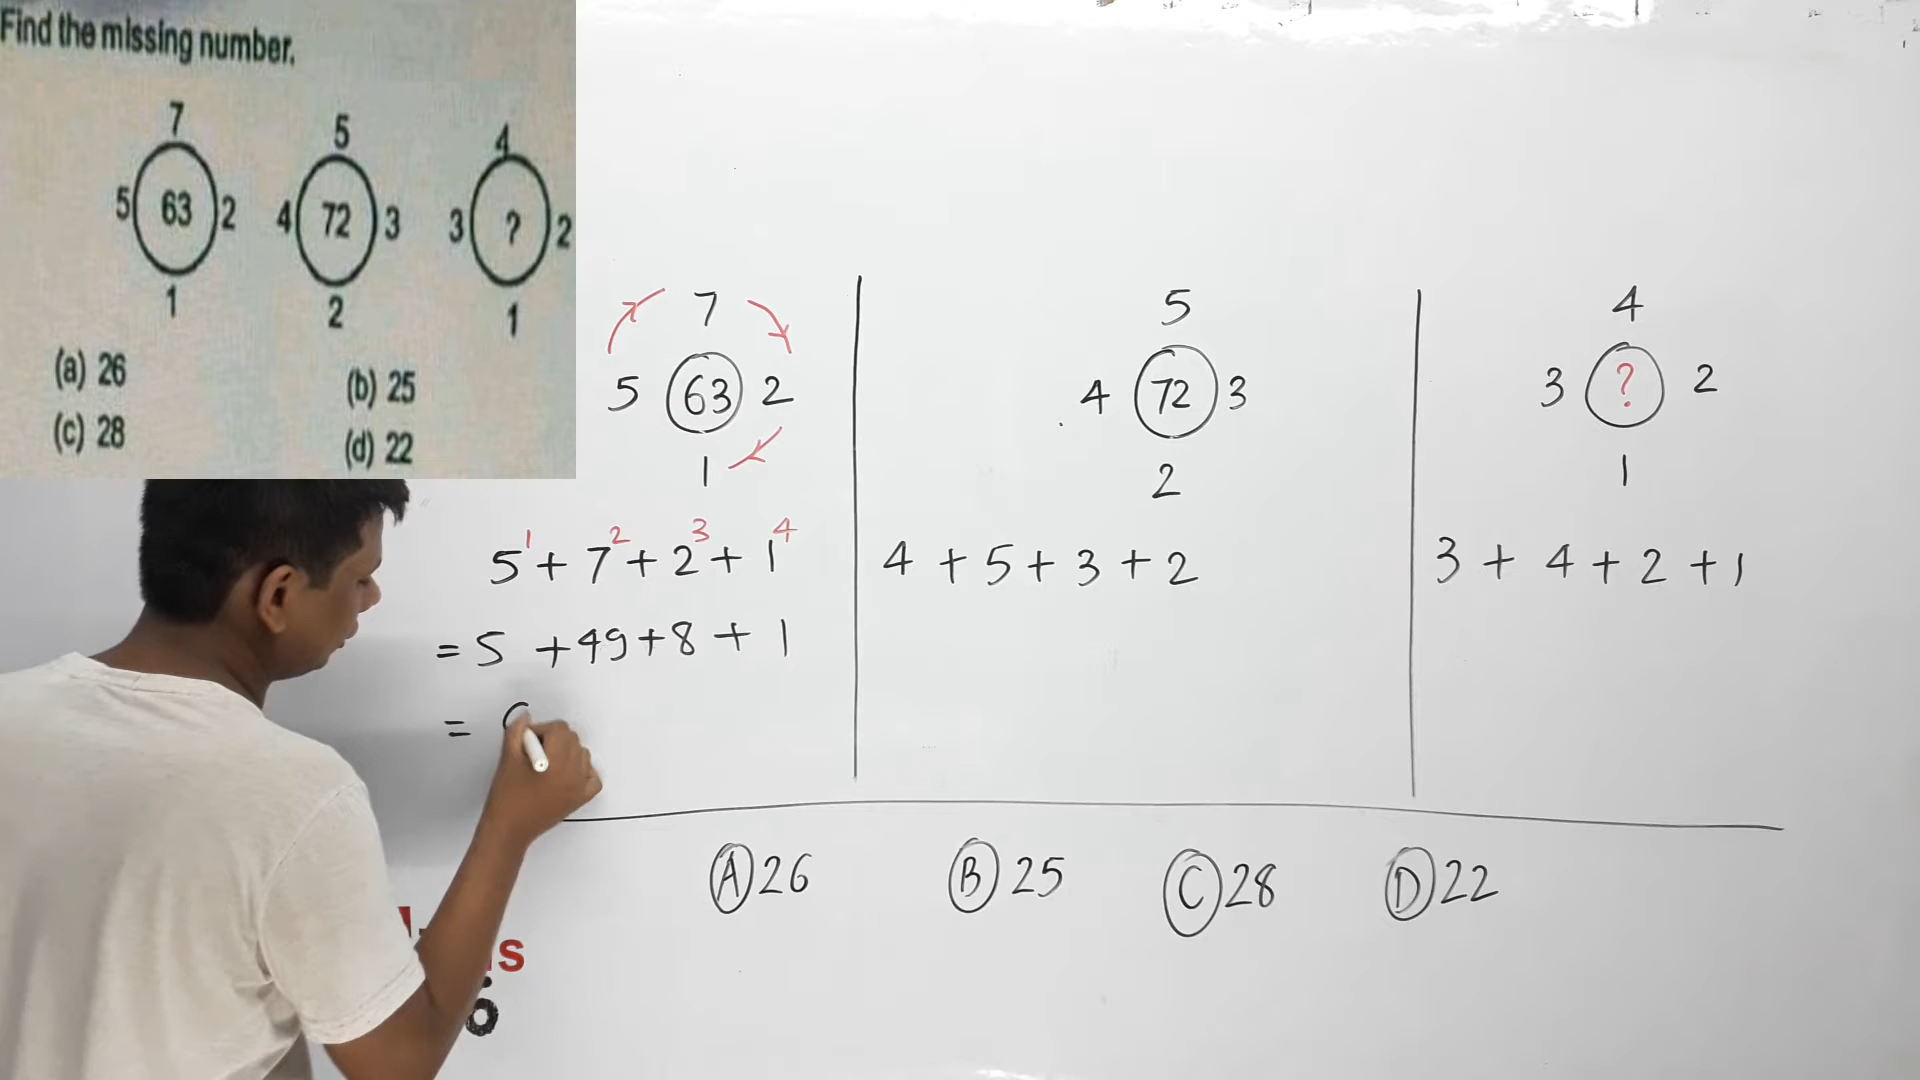 Find the missing number.
7 5 4
5 63 2 4 72 3 3 ? 2
1 2 1
(a) 26 (b) 25
(c) 28 (d) 22
7 5 4
5 63 2 4 72 3 3 ? 2
1 2 1
5¹ + 7² + 2³ + 1⁴ 4 + 5 + 3 + 2 3 + 4 + 2 + 1
= 5 + 49 + 8 + 1
=
A 26 B 25 C 28 D 22